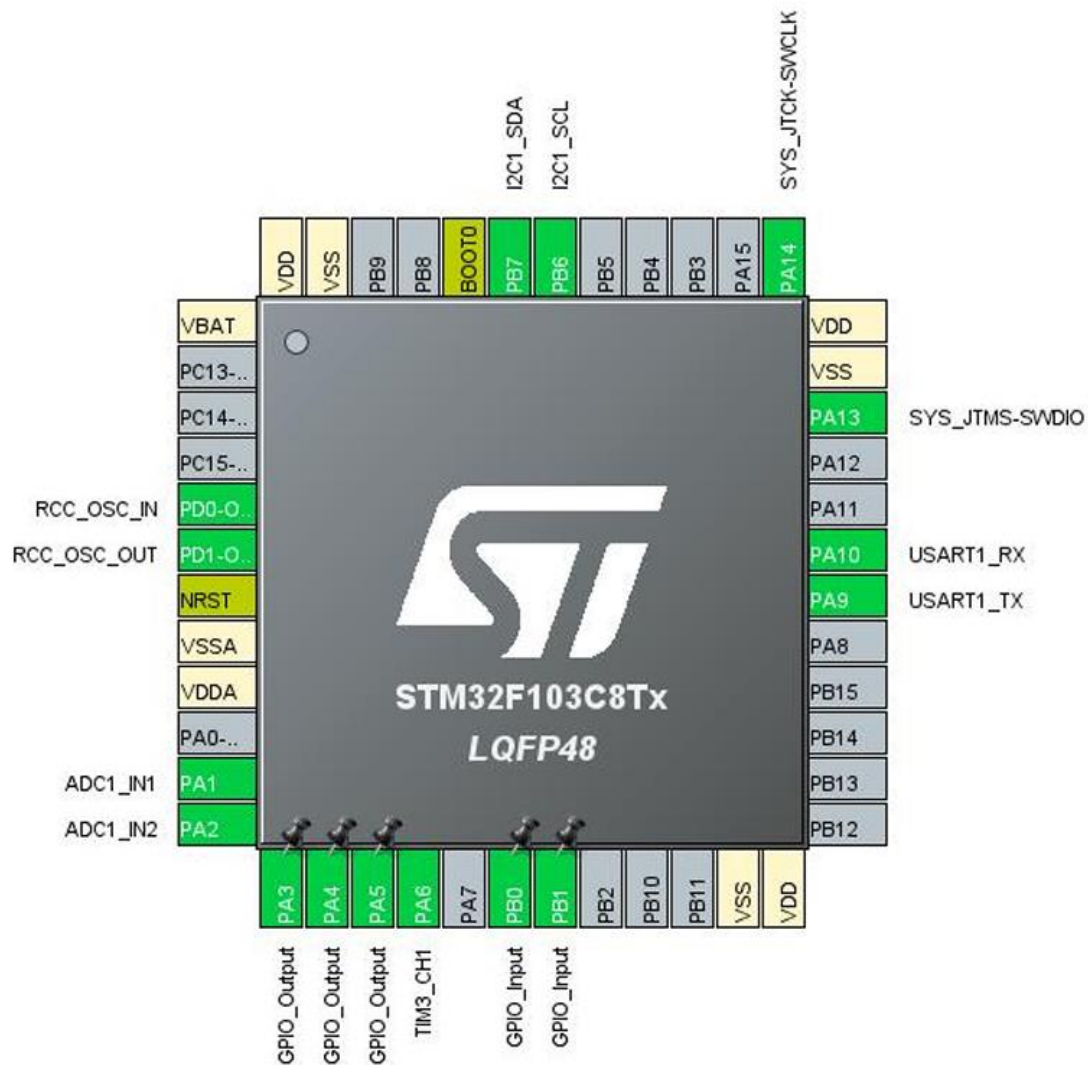 I2C1_SDA
I2C1_SCL
SYS_JTCK-SWCLK
VDD
VSS
PB9
PB8
BOOT0
PB7
PB6
PB5
PB4
PB3
PA15
PA14
VBAT
PC13-..
PC14-..
PC15-..
RCC_OSC_IN PD0-O..
RCC_OSC_OUT PD1-O..
NRST
VSSA
VDDA
PA0-..
ADC1_IN1 PA1
ADC1_IN2 PA2
VDD
VSS
PA13 SYS_JTMS-SWDIO
PA12
PA11
PA10 USART1_RX
PA9 USART1_TX
PA8
PB15
PB14
PB13
PB12
ST
STM32F103C8Tx
LQFP48
PA3
PA4
PA5
PA6
PA7
PB0
PB1
PB2
PB10
PB11
VSS
VDD
GPIO_Output
GPIO_Output
GPIO_Output
TIM3_CH1
GPIO_Input
GPIO_Input